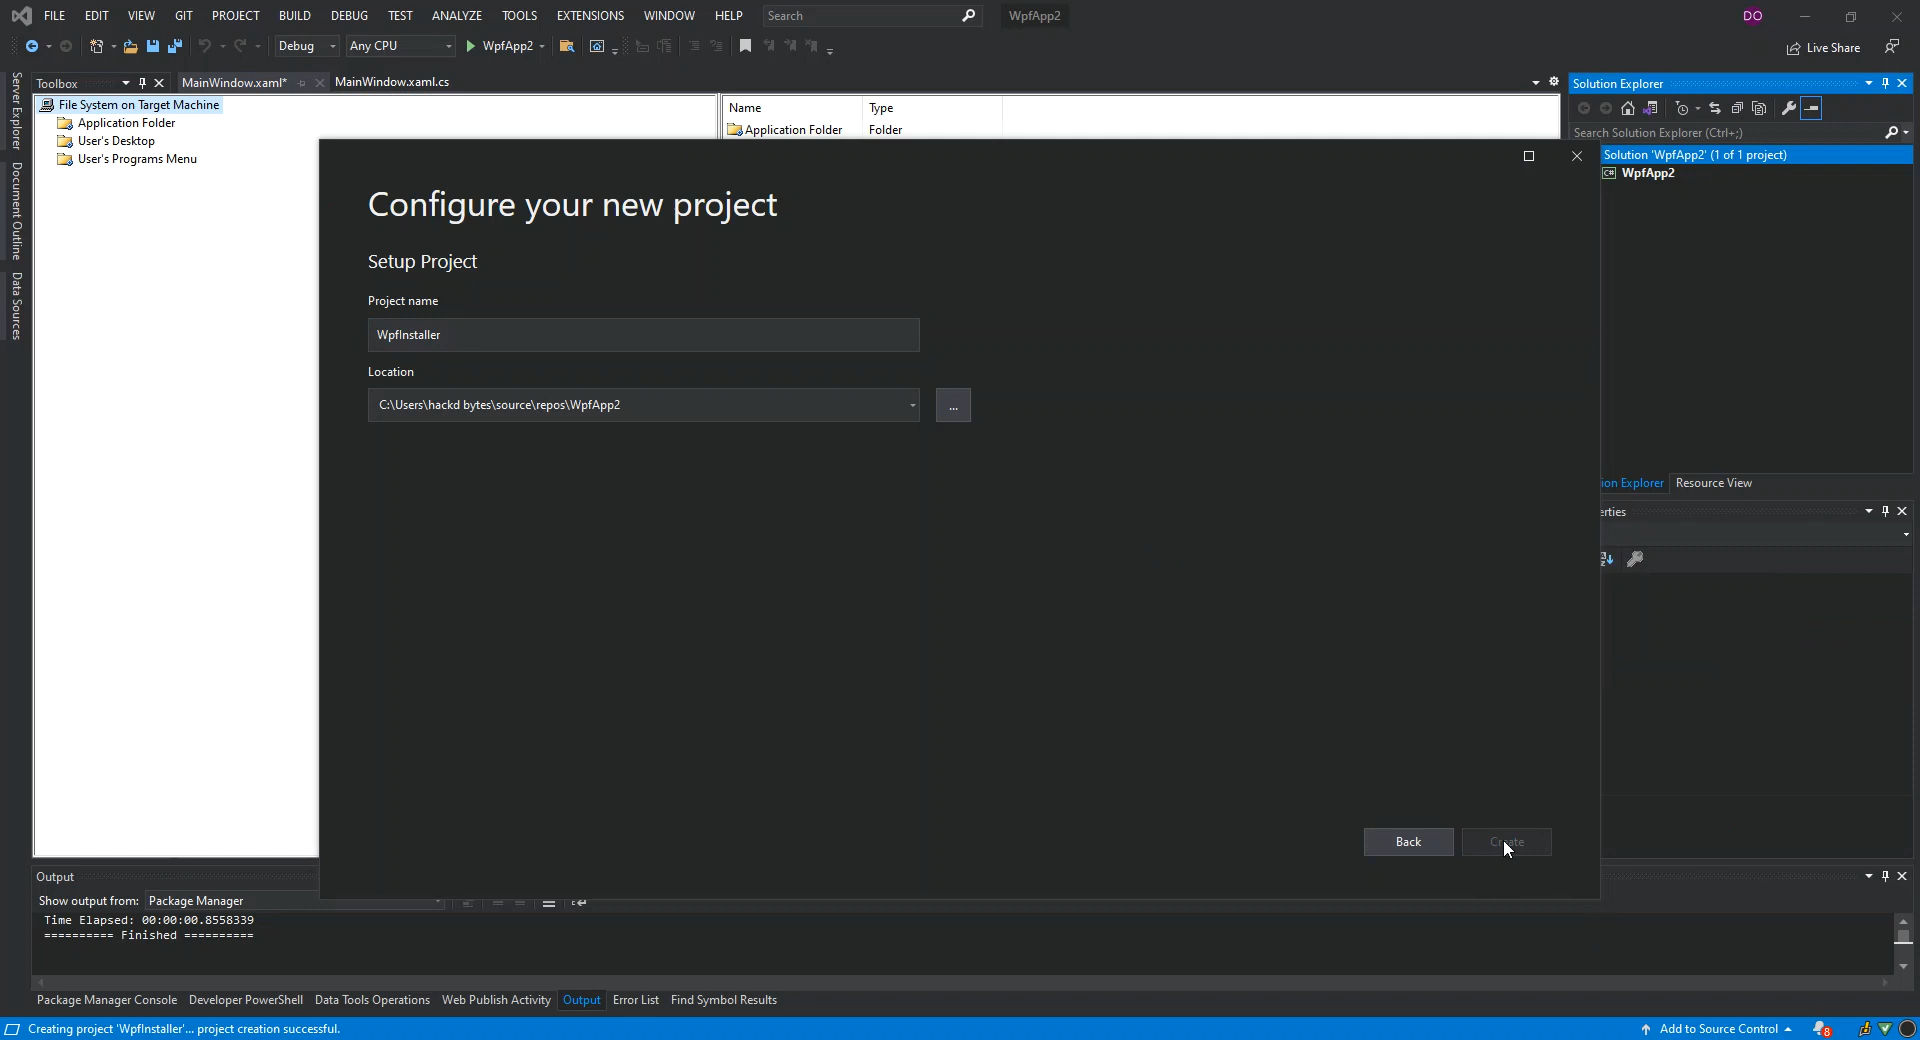 FILE EDIT VIEW GIT PROJECT BUILD DEBUG TEST ANALYZE TOOLS EXTENSIONS WINDOW HELP Search WpfApp2 DO
Debug Any CPU WpfApp2 Live Share
Server Explorer
Document Outline
Data Sources
Toolbox MainWindow.xaml* MainWindow.xaml.cs
File System on Target Machine
Application Folder
User's Desktop
User's Programs Menu
Name Type
Application Folder Folder
Solution Explorer
Search Solution Explorer (Ctrl+;)
Solution 'WpfApp2' (1 of 1 project)
C# WpfApp2
ion Explorer Resource View
erties
Configure your new project
Setup Project
Project name
WpfInstaller
Location
C:\Users\hackd bytes\source\repos\WpfApp2
...
Back Create
Output
Show output from: Package Manager
Time Elapsed: 00:00:00.8558339
========== Finished ==========
Package Manager Console Developer PowerShell Data Tools Operations Web Publish Activity Output Error List Find Symbol Results
Creating project 'WpfInstaller'... project creation successful. Add to Source Control 8